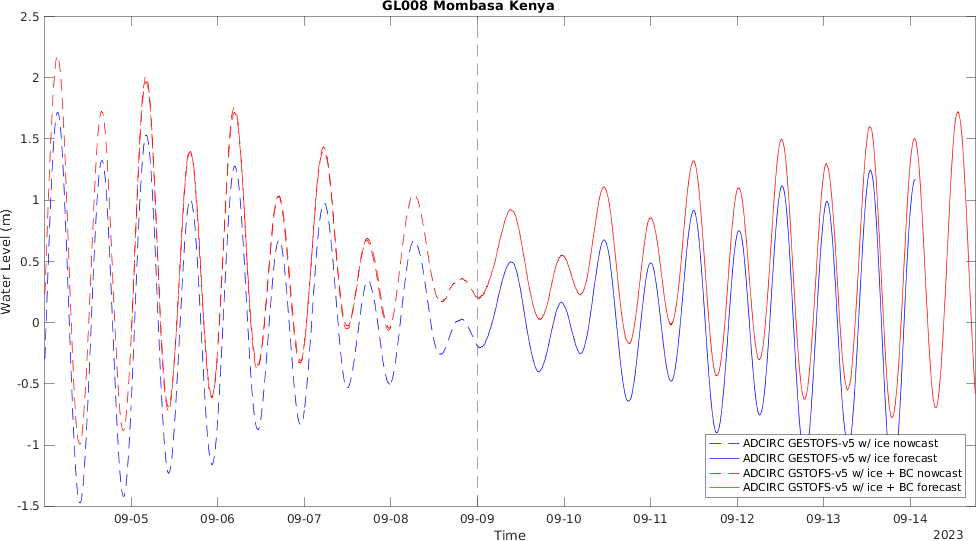 GL008 Mombasa Kenya
2.5
2
1.5
1
0.5
0
-0.5
-1
-1.5
Water Level (m)
09-05 09-06 09-07 09-08 09-09 09-10 09-11 09-12 09-13 09-14
Time
2023
ADCIRC GESTOFS-v5 w/ ice nowcast
ADCIRC GESTOFS-v5 w/ ice forecast
ADCIRC GSTOFS-v5 w/ ice + BC nowcast
ADCIRC GSTOFS-v5 w/ ice + BC forecast